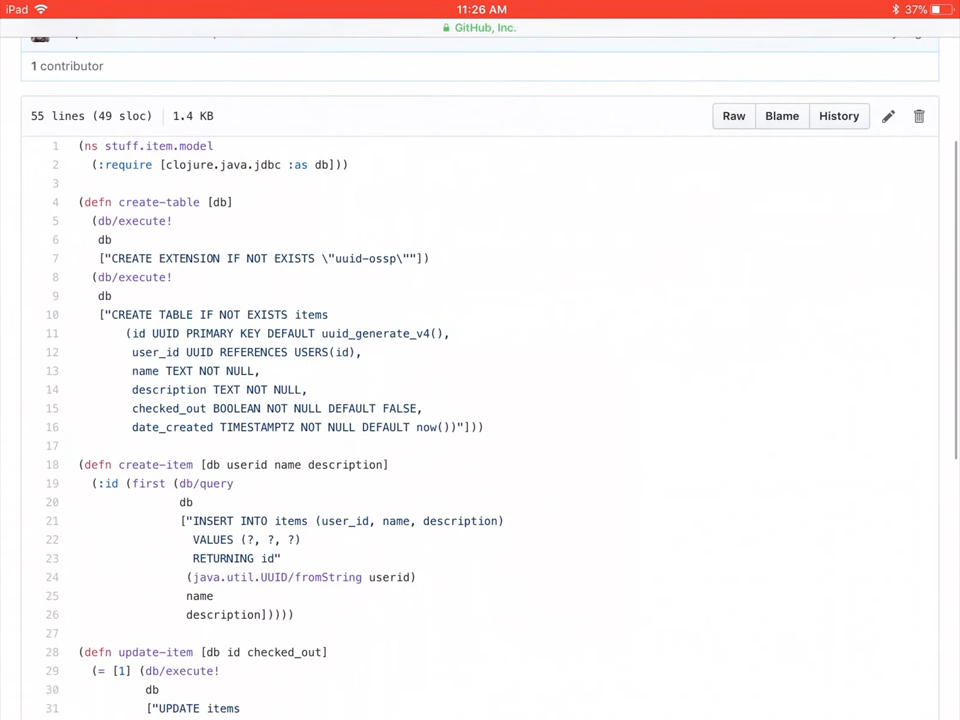 iPad 11:26 AM 37%
GitHub, Inc.
1 contributor
55 lines (49 sloc) 1.4 KB Raw Blame History
1 (ns stuff.item.model
2 (:require [clojure.java.jdbc :as db]))
3
4 (defn create-table [db]
5 (db/execute!
6 db
7 ["CREATE EXTENSION IF NOT EXISTS \"uuid-ossp\""])
8 (db/execute!
9 db
10 ["CREATE TABLE IF NOT EXISTS items
11 (id UUID PRIMARY KEY DEFAULT uuid_generate_v4(),
12 user_id UUID REFERENCES USERS(id),
13 name TEXT NOT NULL,
14 description TEXT NOT NULL,
15 checked_out BOOLEAN NOT NULL DEFAULT FALSE,
16 date_created TIMESTAMPTZ NOT NULL DEFAULT now())"]))
17
18 (defn create-item [db userid name description]
19 (:id (first (db/query
20 db
21 ["INSERT INTO items (user_id, name, description)
22 VALUES (?, ?, ?)
23 RETURNING id"
24 (java.util.UUID/fromString userid)
25 name
26 description]))))
27
28 (defn update-item [db id checked_out]
29 (= [1] (db/execute!
30 db
31 ["UPDATE items